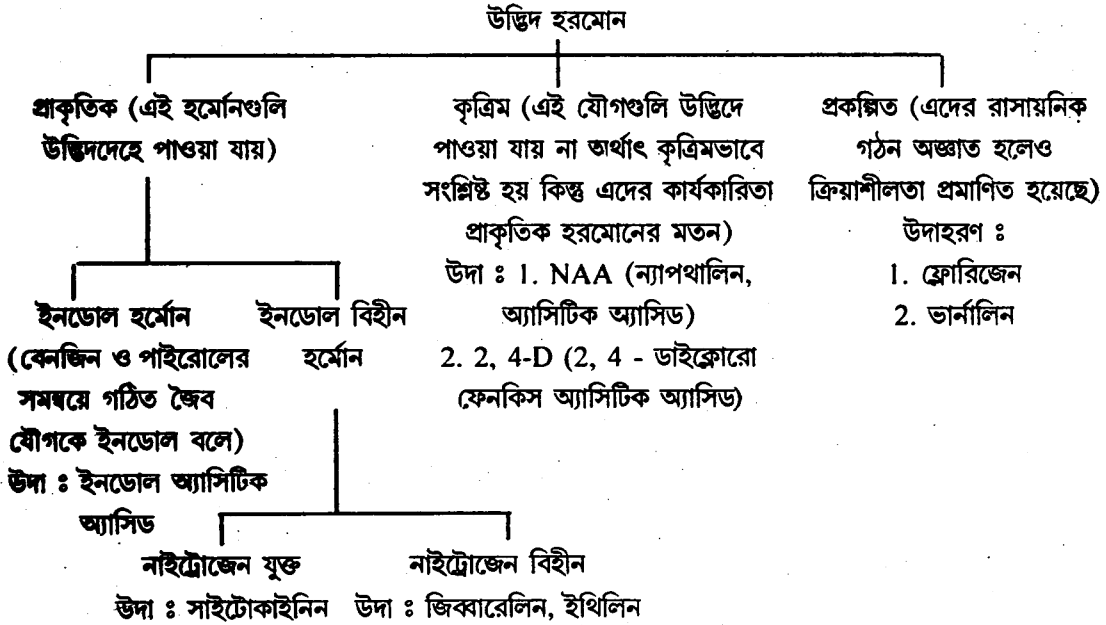 উদ্ভিদ হরমোন
প্রাকৃতিক (এই হর্মোনগুলি
উদ্ভিদদেহে পাওয়া যায়)
কৃত্রিম (এই যৌগগুলি উদ্ভিদে
পাওয়া যায় না অর্থাৎ কৃত্রিমভাবে
সংশ্লিষ্ট হয় কিন্তু এদের কার্যকারিতা
প্রাকৃতিক হরমোনের মতন)
উদা ঃ 1. NAA (ন্যাপথালিন,
অ্যাসিটিক অ্যাসিড)
2. 2, 4-D (2, 4 - ডাইক্লোরো
ফেনকিস অ্যাসিটিক অ্যাসিড)
প্রকল্পিত (এদের রাসায়নিক
গঠন অজ্ঞাত হলেও
ক্রিয়াশীলতা প্রমাণিত হয়েছে)
উদাহরণ ঃ
1. ফ্লোরিজেন
2. ভার্নালিন
ইনডোল হর্মোন
(বেনজিন ও পাইরোলের
সমন্বয়ে গঠিত জৈব
যৌগকে ইনডোল বলে)
উদা ঃ ইনডোল অ্যাসিটিক
অ্যাসিড
ইনডোল বিহীন
হর্মোন
নাইট্রোজেন যুক্ত
উদা ঃ সাইটোকাইনিন
নাইট্রোজেন বিহীন
উদা ঃ জিব্বারেলিন, ইথিলিন